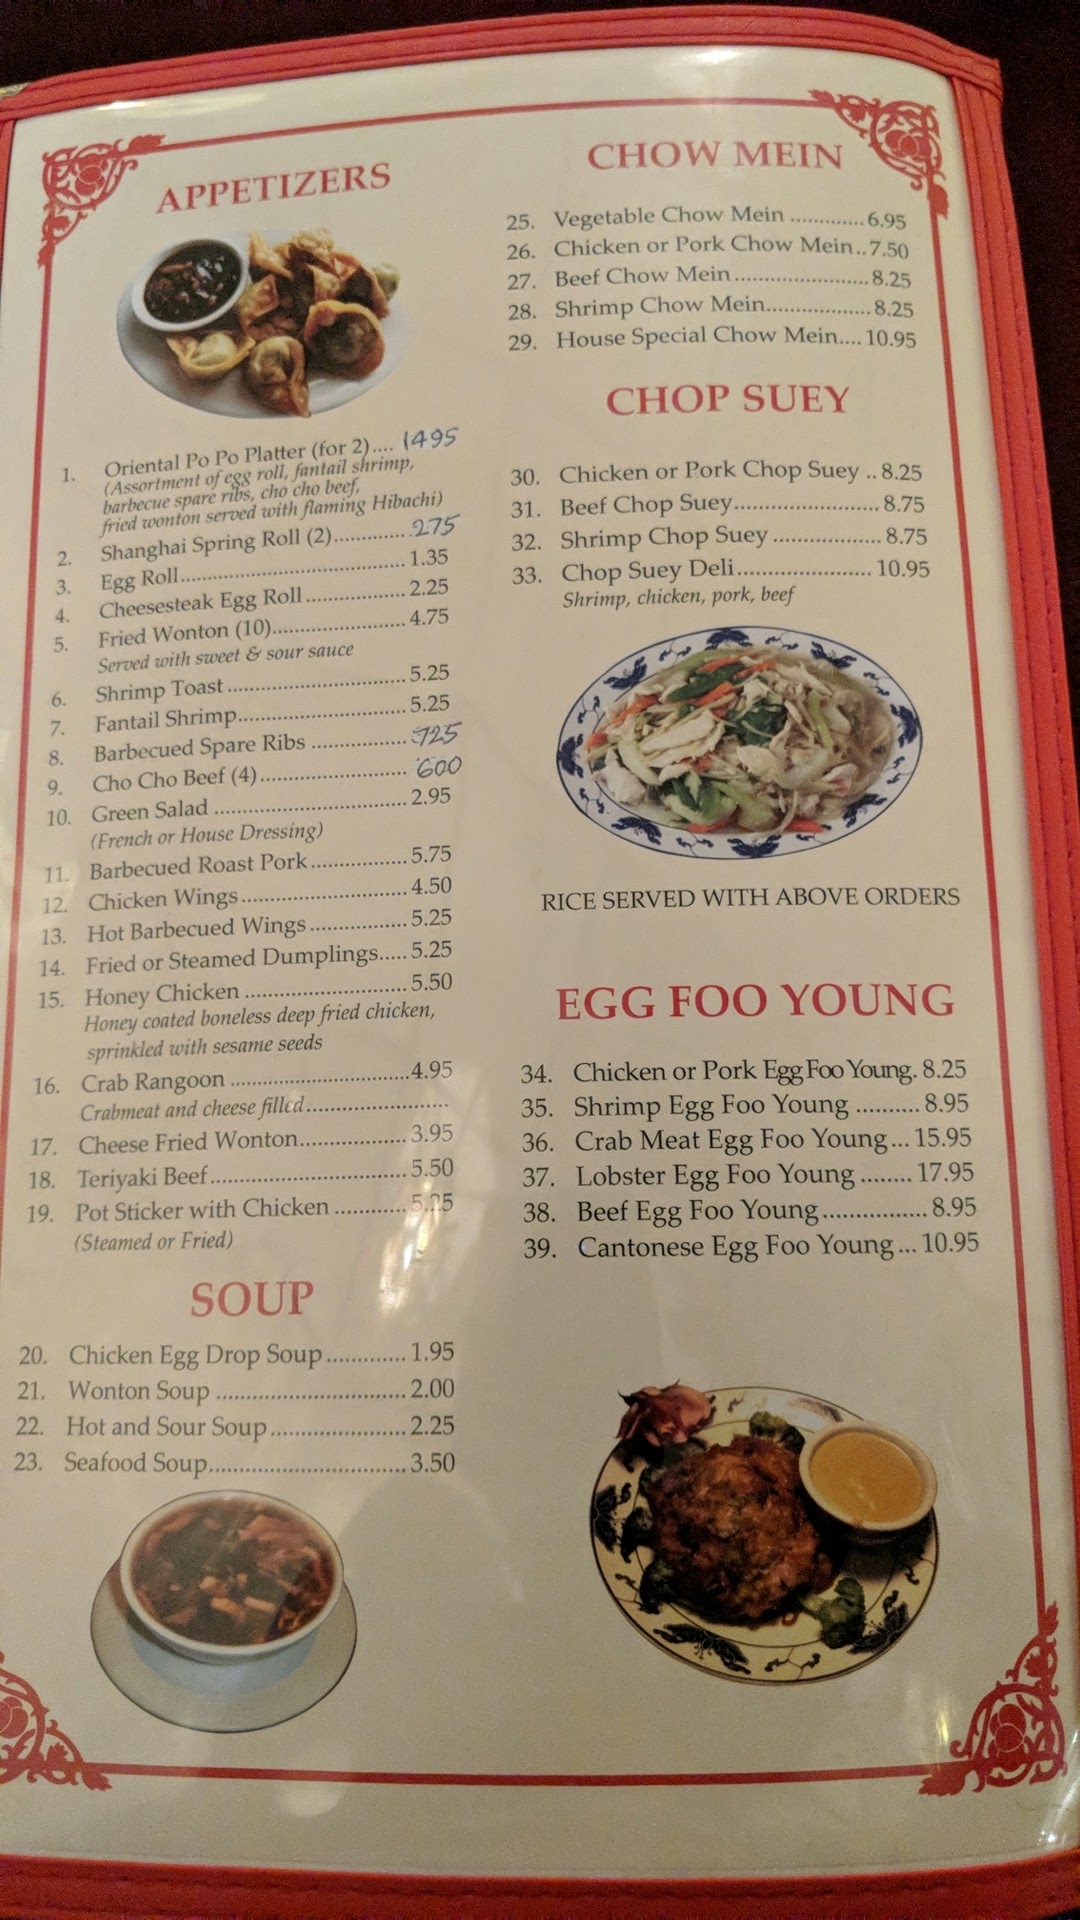 APPETIZERS
1. Oriental Po Po Platter (for 2).... 1495
(Assortment of egg roll, fantail shrimp,
barbecue spare ribs, cho cho beef,
fried wonton served with flaming Hibachi)
2. Shanghai Spring Roll (2)............. 275
3. Egg Roll.................................. 1.35
4. Cheesesteak Egg Roll .................. 2.25
5. Fried Wonton (10)........................ 4.75
Served with sweet & sour sauce
6. Shrimp Toast ................................ 5.25
7. Fantail Shrimp.............................. 5.25
8. Barbecued Spare Ribs ................. 725
9. Cho Cho Beef (4).......................... 600
10. Green Salad .................................. 2.95
(French or House Dressing)
11. Barbecued Roast Pork ................. 5.75
12. Chicken Wings............................. 4.50
13. Hot Barbecued Wings ................. 5.25
14. Fried or Steamed Dumplings..... 5.25
15. Honey Chicken ............................ 5.50
Honey coated boneless deep fried chicken,
sprinkled with sesame seeds
16. Crab Rangoon ............................... 4.95
Crabmeat and cheese filled........................
17. Cheese Fried Wonton................... 3.95
18. Teriyaki Beef................................. 5.50
19. Pot Sticker with Chicken ............ 5.25
(Steamed or Fried)
SOUP
20. Chicken Egg Drop Soup ............. 1.95
21. Wonton Soup ................................ 2.00
22. Hot and Sour Soup....................... 2.25
23. Seafood Soup................................. 3.50
CHOW MEIN
25. Vegetable Chow Mein .............6.95
26. Chicken or Pork Chow Mein..7.50
27. Beef Chow Mein........................8.25
28. Shrimp Chow Mein...................8.25
29. House Special Chow Mein.... 10.95
CHOP SUEY
30. Chicken or Pork Chop Suey .. 8.25
31. Beef Chop Suey.......................... 8.75
32. Shrimp Chop Suey ................... 8.75
33. Chop Suey Deli....................... 10.95
Shrimp, chicken, pork, beef
RICE SERVED WITH ABOVE ORDERS
EGG FOO YOUNG
34. Chicken or Pork Egg Foo Young. 8.25
35. Shrimp Egg Foo Young .......... 8.95
36. Crab Meat Egg Foo Young... 15.95
37. Lobster Egg Foo Young ........ 17.95
38. Beef Egg Foo Young................. 8.95
39. Cantonese Egg Foo Young ... 10.95